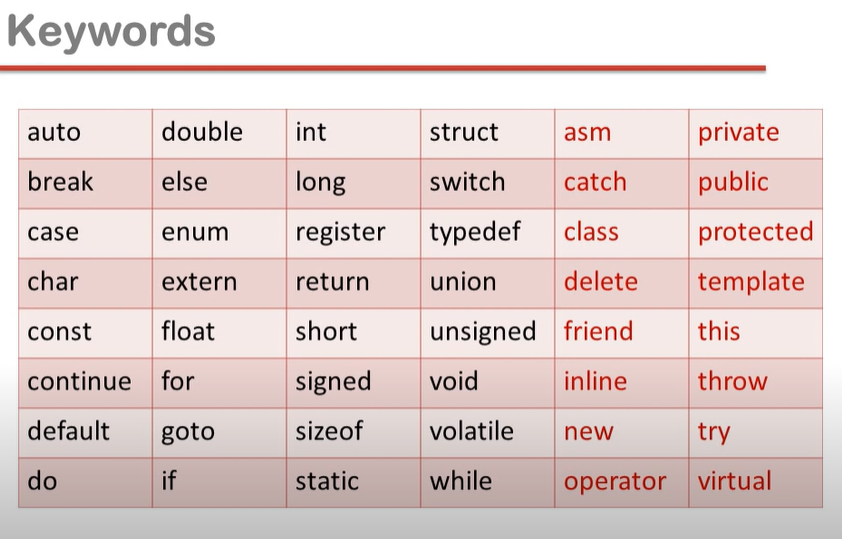 Keywords
auto double int struct asm private
break else long switch catch public
case enum register typedef class protected
char extern return union delete template
const float short unsigned friend this
continue for signed void inline throw
default goto sizeof volatile new try
do if static while operator virtual